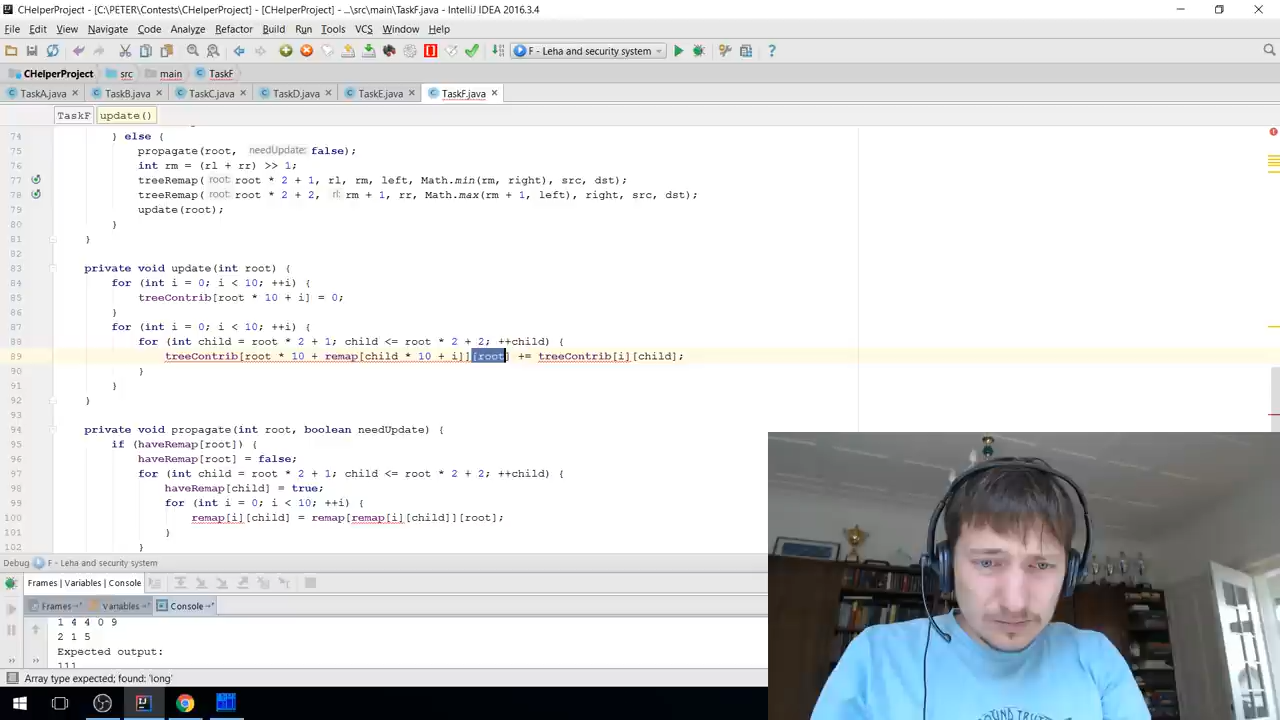 CHelperProject - [C:\PETER\Contests\CHelperProject] - [CHelperProject] - ...\src\main\TaskF.java - IntelliJ IDEA 2016.3.4
File Edit View Navigate Code Analyze Refactor Build Run Tools VCS Window Help
F - Leha and security system
CHelperProject src main TaskF
TaskA.java TaskB.java TaskC.java TaskD.java TaskE.java TaskF.java
TaskF update()
74 } else {
75 propagate(root, needUpdate: false);
76 int rm = (rl + rr) >> 1;
77 treeRemap( root: root * 2 + 1, rl, rm, left, Math.min(rm, right), src, dst);
78 treeRemap( root: root * 2 + 2, rl: rm + 1, rr, Math.max(rm + 1, left), right, src, dst);
79 update(root);
80 }
81 }
82
83 private void update(int root) {
84 for (int i = 0; i < 10; ++i) {
85 treeContrib[root * 10 + i] = 0;
86 }
87 for (int i = 0; i < 10; ++i) {
88 for (int child = root * 2 + 1; child <= root * 2 + 2; ++child) {
89 treeContrib[root * 10 + remap[child * 10 + i]][root] += treeContrib[i][child];
90 }
91 }
92 }
93
94 private void propagate(int root, boolean needUpdate) {
95 if (haveRemap[root]) {
96 haveRemap[root] = false;
97 for (int child = root * 2 + 1; child <= root * 2 + 2; ++child) {
98 haveRemap[child] = true;
99 for (int i = 0; i < 10; ++i) {
100 remap[i][child] = remap[remap[i][child]][root];
101 }
102 }
Debug F - Leha and security system
Frames | Variables | Console
Frames Variables Console
1 4 4 0 9
2 1 5
Expected output:
111
Array type expected; found: 'long'